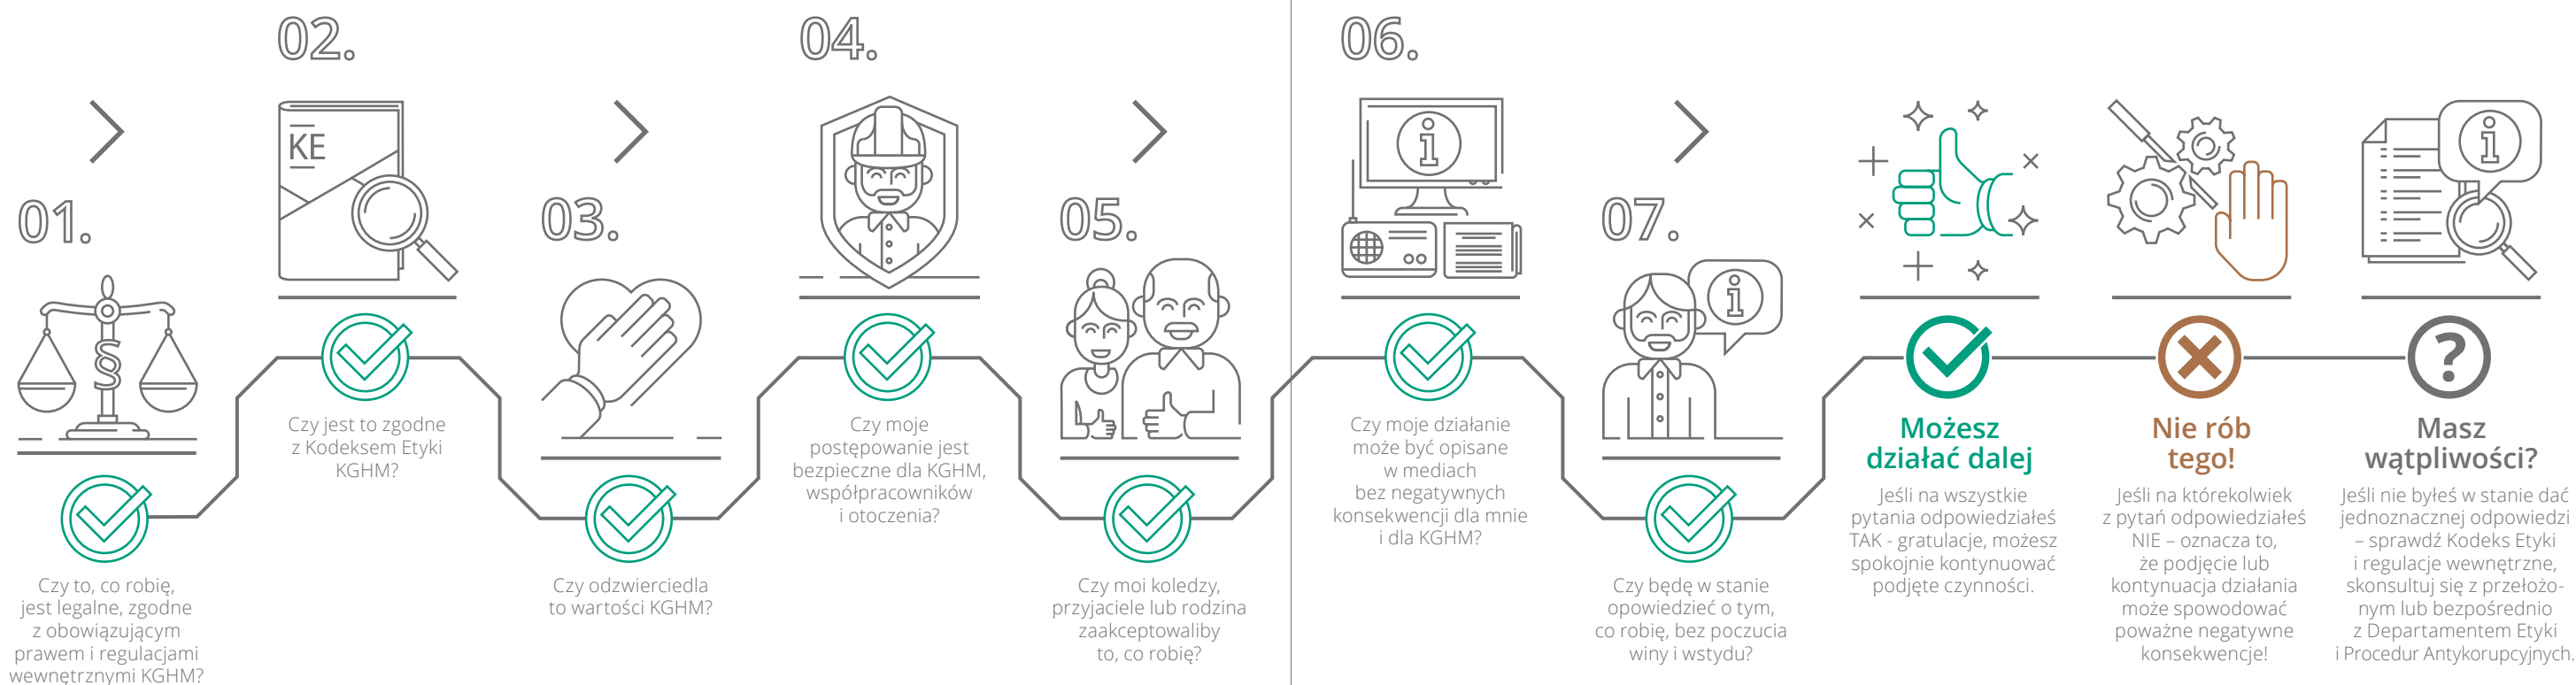 01.
§
Czy to, co robię,
jest legalne, zgodne
z obowiązującym
prawem i regulacjami
wewnętrznymi KGHM?
02.
KE
Czy jest to zgodne
z Kodeksem Etyki
KGHM?
03.
Czy odzwierciedla
to wartości KGHM?
04.
Czy moje
postępowanie jest
bezpieczne dla KGHM,
współpracowników
i otoczenia?
05.
Czy moi koledzy,
przyjaciele lub rodzina
zaakceptowaliby
to, co robię?
06.
i
Czy moje działanie
może być opisane
w mediach
bez negatywnych
konsekwencji dla mnie
i dla KGHM?
07.
i
Czy będę w stanie
opowiedzieć o tym,
co robię, bez poczucia
winy i wstydu?
Możesz
działać dalej
Jeśli na wszystkie
pytania odpowiedziałeś
TAK - gratulacje, możesz
spokojnie kontynuować
podjęte czynności.
Nie rób
tego!
Jeśli na którekolwiek
z pytań odpowiedziałeś
NIE – oznacza to,
że podjęcie lub
kontynuacja działania
może spowodować
poważne negatywne
konsekwencje!
i
?
Masz
wątpliwości?
Jeśli nie byłeś w stanie dać
jednoznacznej odpowiedzi
– sprawdź Kodeks Etyki
i regulacje wewnętrzne,
skonsultuj się z przełożo-
nym lub bezpośrednio
z Departamentem Etyki
i Procedur Antykorupcyjnych.